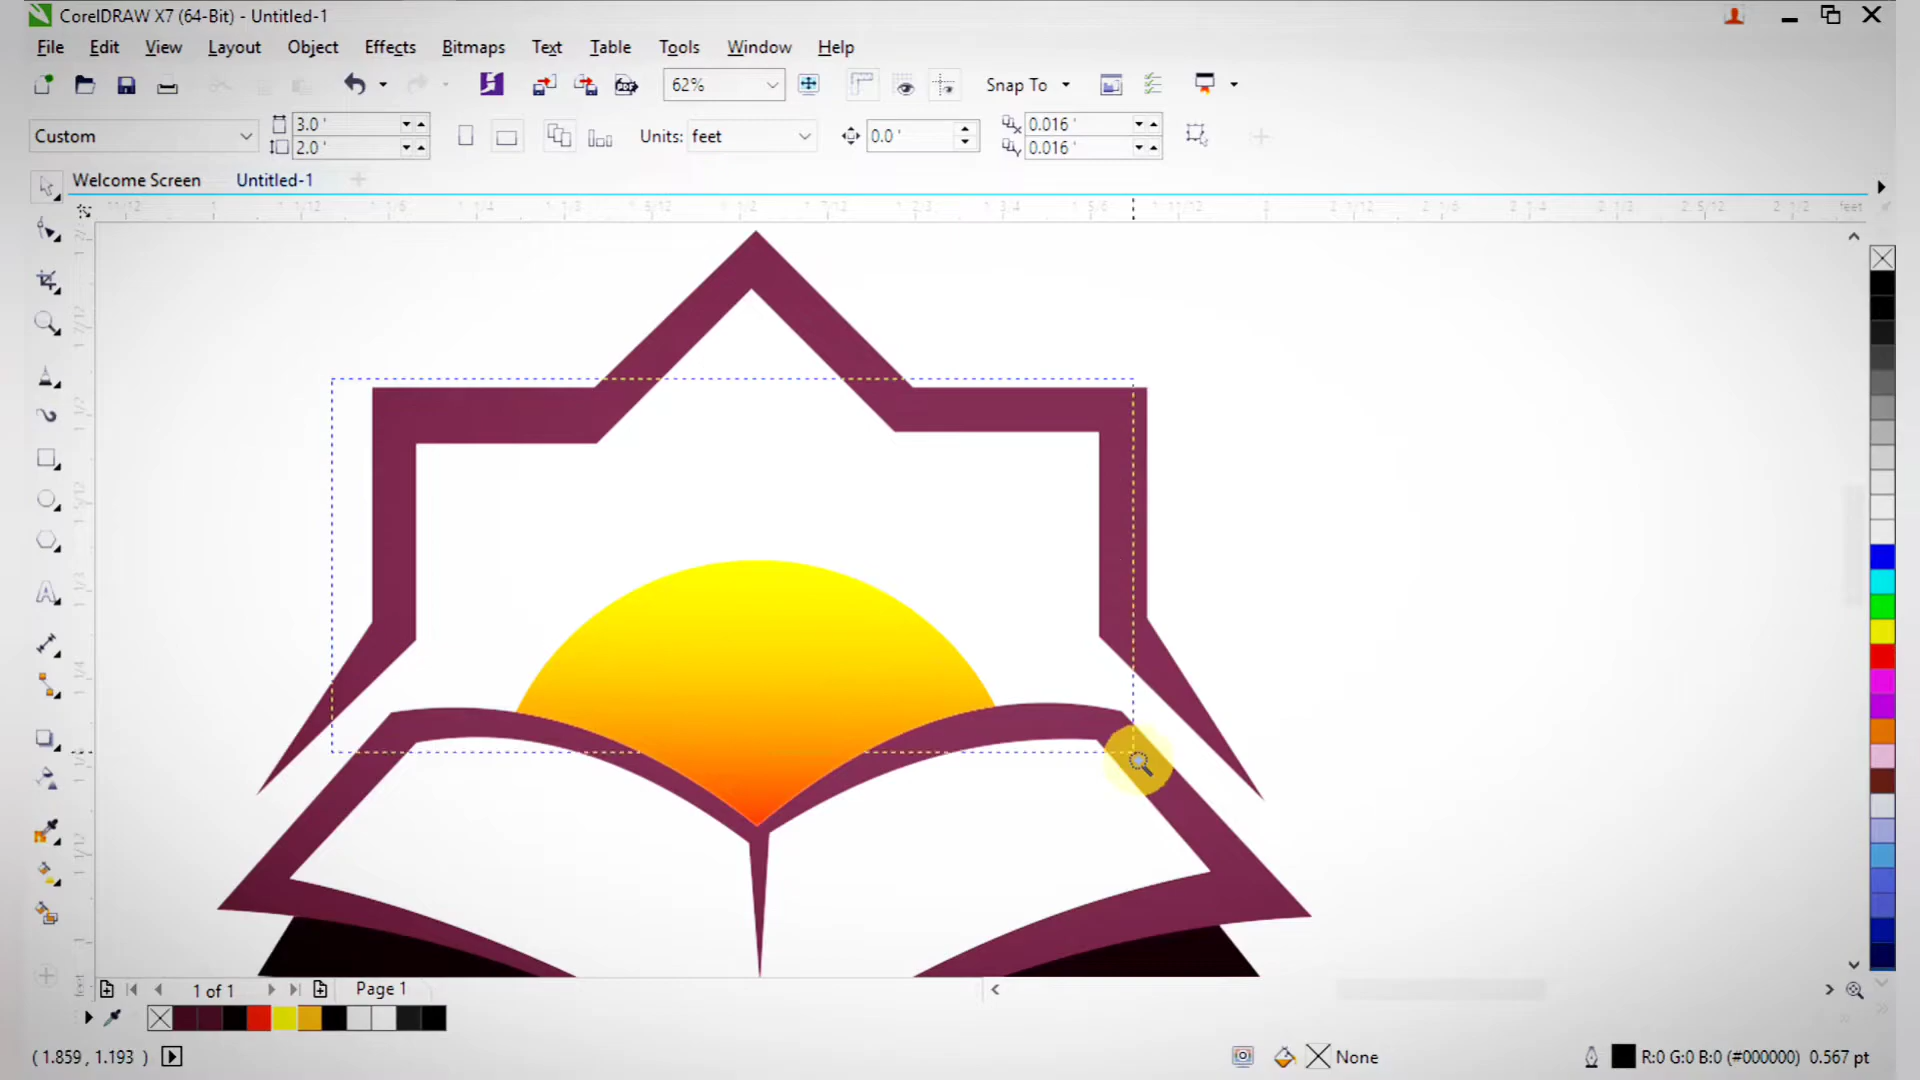 CorelDRAW X7 (64-Bit) - Untitled-1
File Edit View Layout Object Effects Bitmaps Text Table Tools Window Help
PDF 62% Snap To
Custom 3.0 ' 2.0 ' Units: feet 0.0 ' 0.016 ' 0.016 '
Welcome Screen Untitled-1
feet
1 of 1 Page 1
( 1.859 , 1.193 ) None R:0 G:0 B:0 (#000000) 0.567 pt